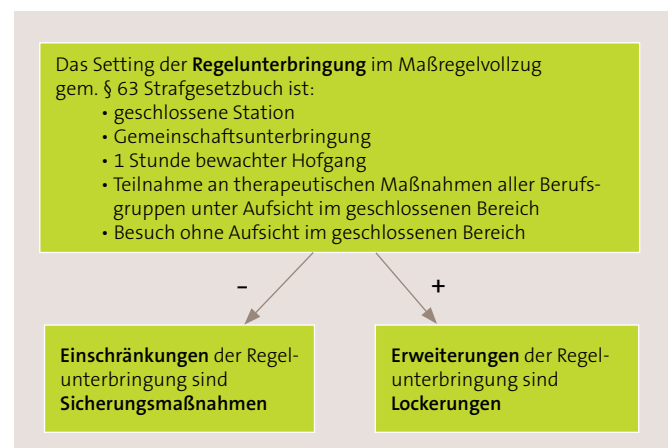 Das Setting der Regelunterbringung im Maßregelvollzug
gem. § 63 Strafgesetzbuch ist:
• geschlossene Station
• Gemeinschaftsunterbringung
• 1 Stunde bewachter Hofgang
• Teilnahme an therapeutischen Maßnahmen aller Berufs-
gruppen unter Aufsicht im geschlossenen Bereich
• Besuch ohne Aufsicht im geschlossenen Bereich
-
+
Einschränkungen der Regel-
unterbringung sind
Sicherungsmaßnahmen
Erweiterungen der Regel-
unterbringung sind
Lockerungen